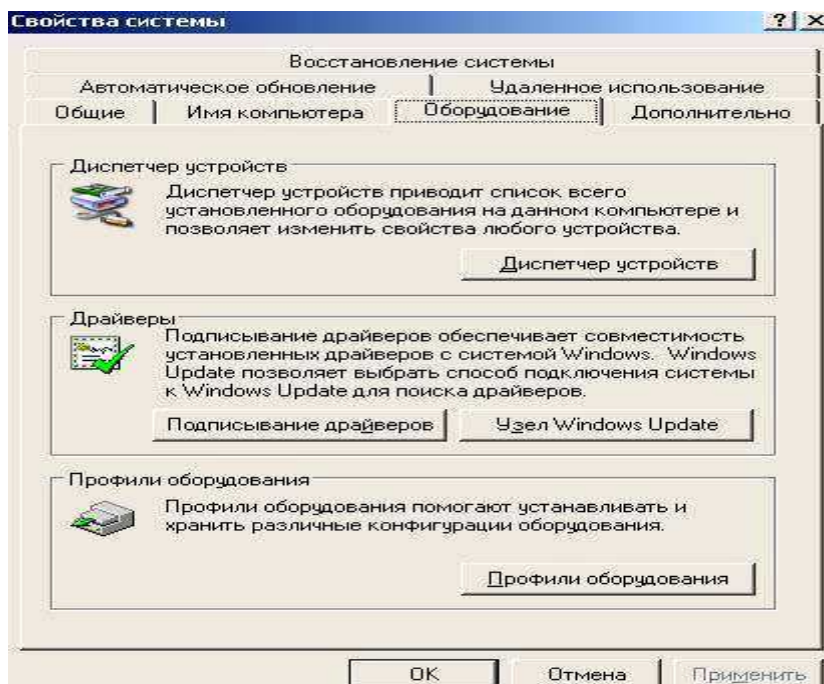 Свойства системы
Восстановление системы
Автоматическое обновление
Удаленное использование
Общие
Имя компьютера
Оборудование
Дополнительно
Диспетчер устройств
Диспетчер устройств приводит список всего
установленного оборудования на данном компьютере и
позволяет изменить свойства любого устройства.
Диспетчер устройств
Драйверы
Подписывание драйверов обеспечивает совместимость
установленных драйверов с системой Windows. Windows
Update позволяет выбрать способ подключения системы
к Windows Update для поиска драйверов.
Подписывание драйверов
Узел Windows Update
Профили оборудования
Профили оборудования помогают устанавливать и
хранить различные конфигурации оборудования.
Профили оборудования
OK
Отмена
Применить